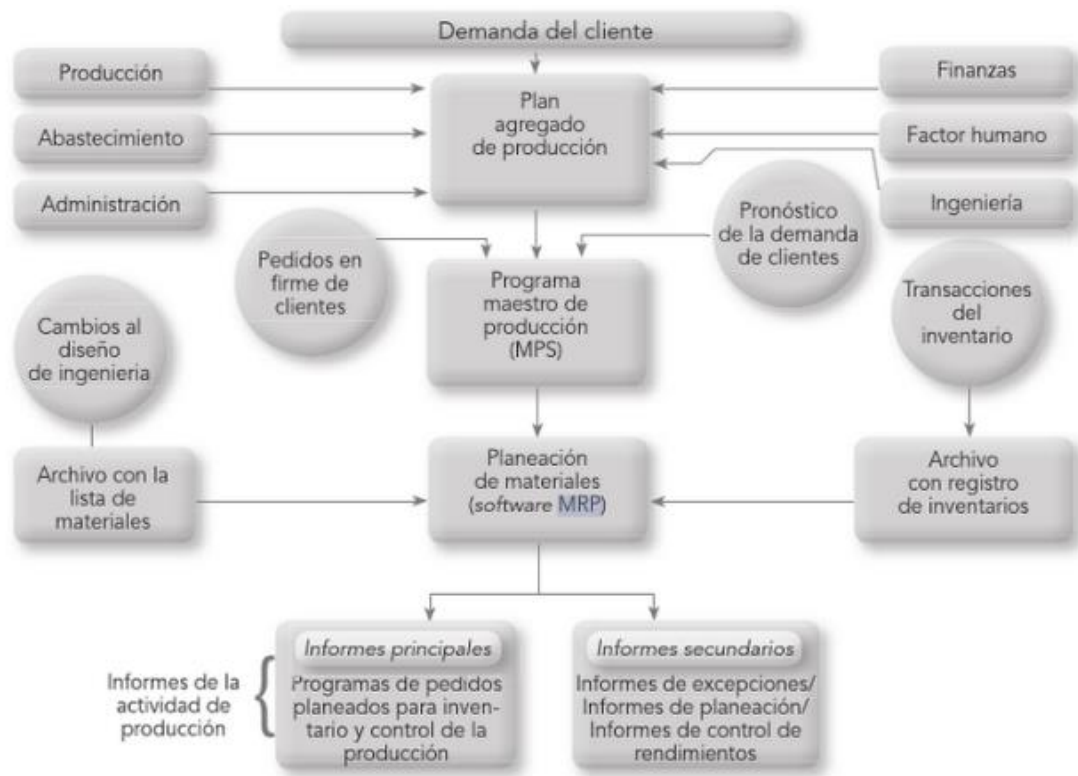 Demanda del cliente
Producción
Abastecimiento
Administración
Plan
agregado
de producción
Finanzas
Factor humano
Ingeniería
Pedidos en
firme de
clientes
Pronóstico
de la demanda
de clientes
Programa
maestro de
producción
(MPS)
Cambios al
diseño
de ingenieria
Transacciones
del
inventario
Archivo con la
lista de
materiales
Planeación
de materiales
(software MRP)
Archivo
con registro
de inventarios
Informes de la
actividad de
producción
Informes principales
Programas de pedidos
planeados para inven-
tario y control de la
producción
Informes secundarios
Informes de excepciones/
Informes de planeación/
Informes de control de
rendimientos